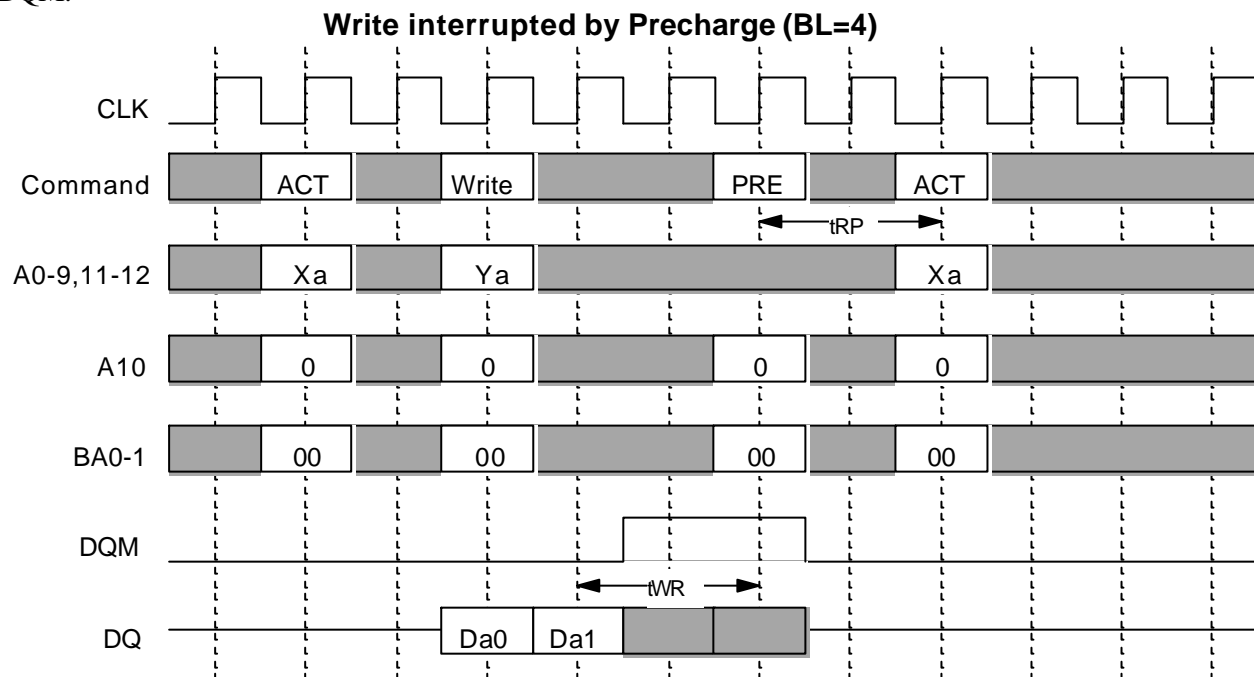 DQM.
Write interrupted by Precharge (BL=4)
CLK
Command ACT Write PRE ACT
tRP
A0-9,11-12 Xa Ya Xa
A10 0 0 0 0
BA0-1 00 00 00 00
DQM
tWR
DQ Da0 Da1